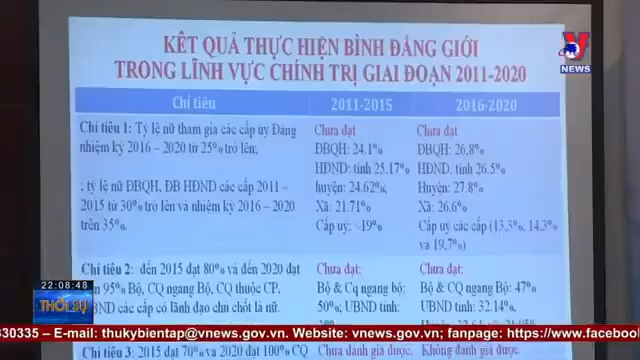 KẾT QUẢ THỰC HIỆN BÌNH ĐẲNG GIỚI
TRONG LĨNH VỰC CHÍNH TRỊ GIAI ĐOẠN 2011-2020
V NEWS
Chỉ tiêu 2011-2015 2016-2020
Chỉ tiêu 1: Tỷ lệ nữ tham gia các cấp ủy Đảng
nhiệm kỳ 2016 – 2020 từ 25% trở lên;
; tỷ lệ nữ ĐBQH, ĐB HĐND các cấp 2011 –
2015 từ 30% trở lên và nhiệm kỳ 2016 – 2020
trên 35%.
Chưa đạt
ĐBQH: 24.1%
HĐND: tỉnh 25.17%
huyện: 24.62%
Xã: 21.71%
Cấp uỷ: <19%
Chưa đạt
ĐBQH: 26,8%
HĐND: tỉnh 26.5%
Huyện: 27.8%
Xã: 26.6%
Cấp uỷ các cấp (13.3%, 14.3%
và 19.7%)
Chỉ tiêu 2: đến 2015 đạt 80% và đến 2020 đạt
95% Bộ, CQ ngang Bộ, CQ thuộc CP,
các cấp có lãnh đạo chủ chốt là nữ.
Chưa đạt:
Bộ & Cq ngang bộ:
50%; UBND tỉnh:
Chưa đạt:
Bộ & CQ ngang bộ: 47%
UBND tỉnh: 32.14%.
Chỉ tiêu 3: 2015 đạt 70% và 2020 đạt 100% CQ
Chưa đánh giá được.
Không đánh giá được.
22:08:48
THỜI SỰ
330335 – E-mail: thukybientap@vnews.gov.vn. Website: vnews.gov.vn; fanpage: https://www.facebook